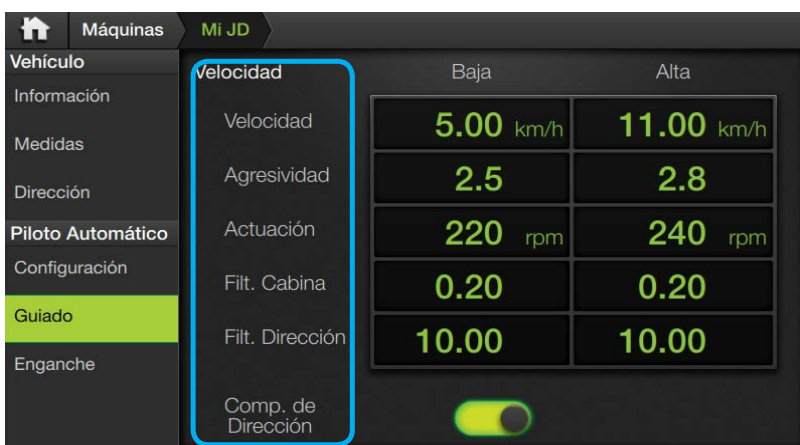 Máquinas Mi JD
Vehículo
Información
Medidas
Dirección
Piloto Automático
Configuración
Guiado
Enganche
Velocidad Baja Alta
Velocidad 5.00 km/h 11.00 km/h
Agresividad 2.5 2.8
Actuación 220 rpm 240 rpm
Filt. Cabina 0.20 0.20
Filt. Dirección 10.00 10.00
Comp. de
Dirección